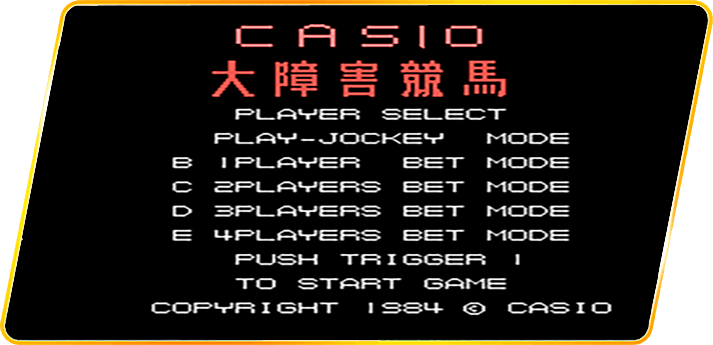 CASIO
大障害競馬
PLAYER SELECT
PLAY-JOCKEY MODE
B 1PLAYER BET MODE
C 2PLAYERS BET MODE
D 3PLAYERS BET MODE
E 4PLAYERS BET MODE
PUSH TRIGGER 1
TO START GAME
COPYRIGHT 1984 © CASIO